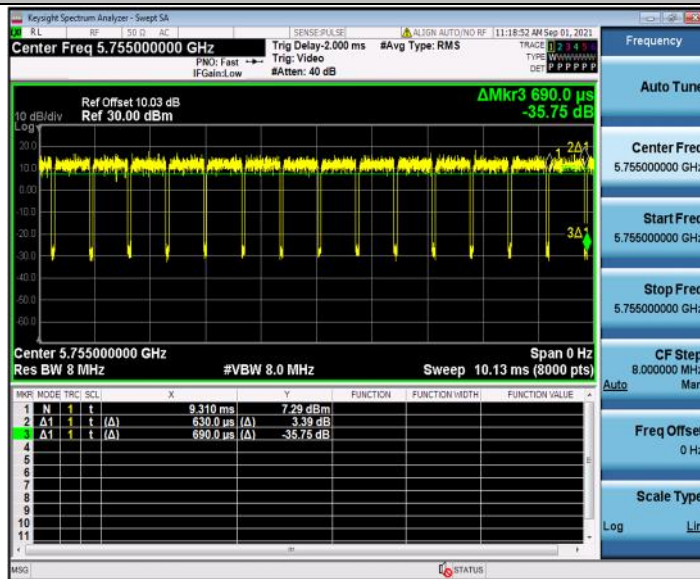 Keysight Spectrum Analyzer - Swept SA
RL RF 50 Ω AC SENSE:PULSE ALIGN AUTO/NO RF 11:18:52 AM Sep 01, 2021
Center Freq 5.755000000 GHz
PNO: Fast
IFGain:Low
Trig Delay-2.000 ms
Trig: Video
#Atten: 40 dB
#Avg Type: RMS
TRACE 1 2 3 4 5 6
TYPE WWWWWW
DET P P P P P P
ΔMkr3 690.0 µs
-35.75 dB
Ref Offset 10.03 dB
10 dB/div Ref 30.00 dBm
Log
20.0
10.0
0.00
-10.0
-20.0
-30.0
-40.0
-50.0
-60.0
1 2Δ1
3Δ1
Center 5.755000000 GHz Span 0 Hz
Res BW 8 MHz #VBW 8.0 MHz Sweep 10.13 ms (8000 pts)
MKR MODE TRC SCL X Y FUNCTION FUNCTION WIDTH FUNCTION VALUE
1 N 1 t 9.310 ms 7.29 dBm
2 Δ1 1 t (Δ) 630.0 µs (Δ) 3.39 dB
3 Δ1 1 t (Δ) 690.0 µs (Δ) -35.75 dB
4
5
6
7
8
9
10
11
MSG STATUS
Frequency
Auto Tune
Center Freq
5.755000000 GHz
Start Freq
5.755000000 GHz
Stop Freq
5.755000000 GHz
CF Step
8.000000 MHz
Auto Man
Freq Offset
0 Hz
Scale Type
Log Lin